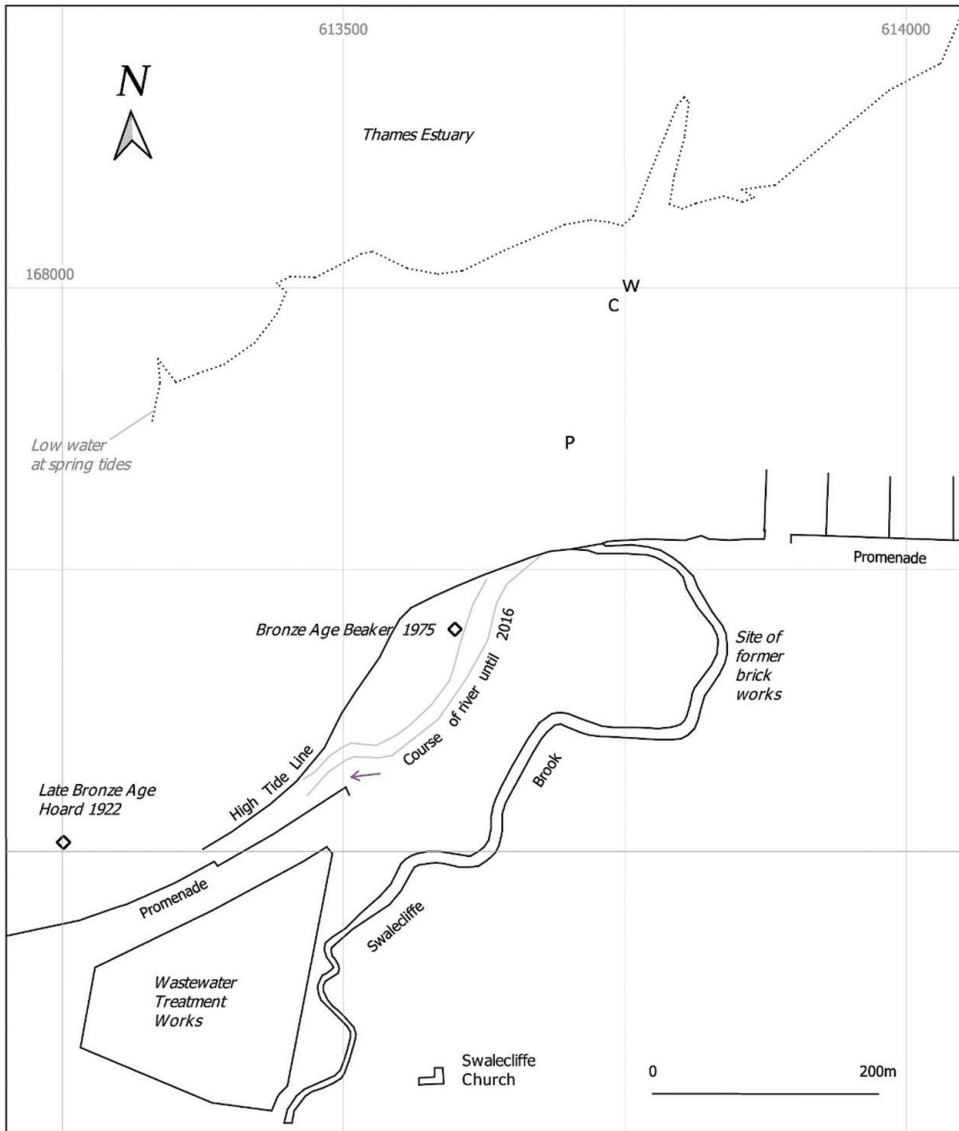 613500
614000
N
Thames Estuary
168000
W
C
Low water
at spring tides
P
Promenade
Bronze Age Beaker 1975
Course of river until 2016
Site of
former
brick
works
High Tide Line
Brook
Late Bronze Age
Hoard 1922
Promenade
Swalecliffe
Wastewater
Treatment
Works
Swalecliffe
Church
0
200m